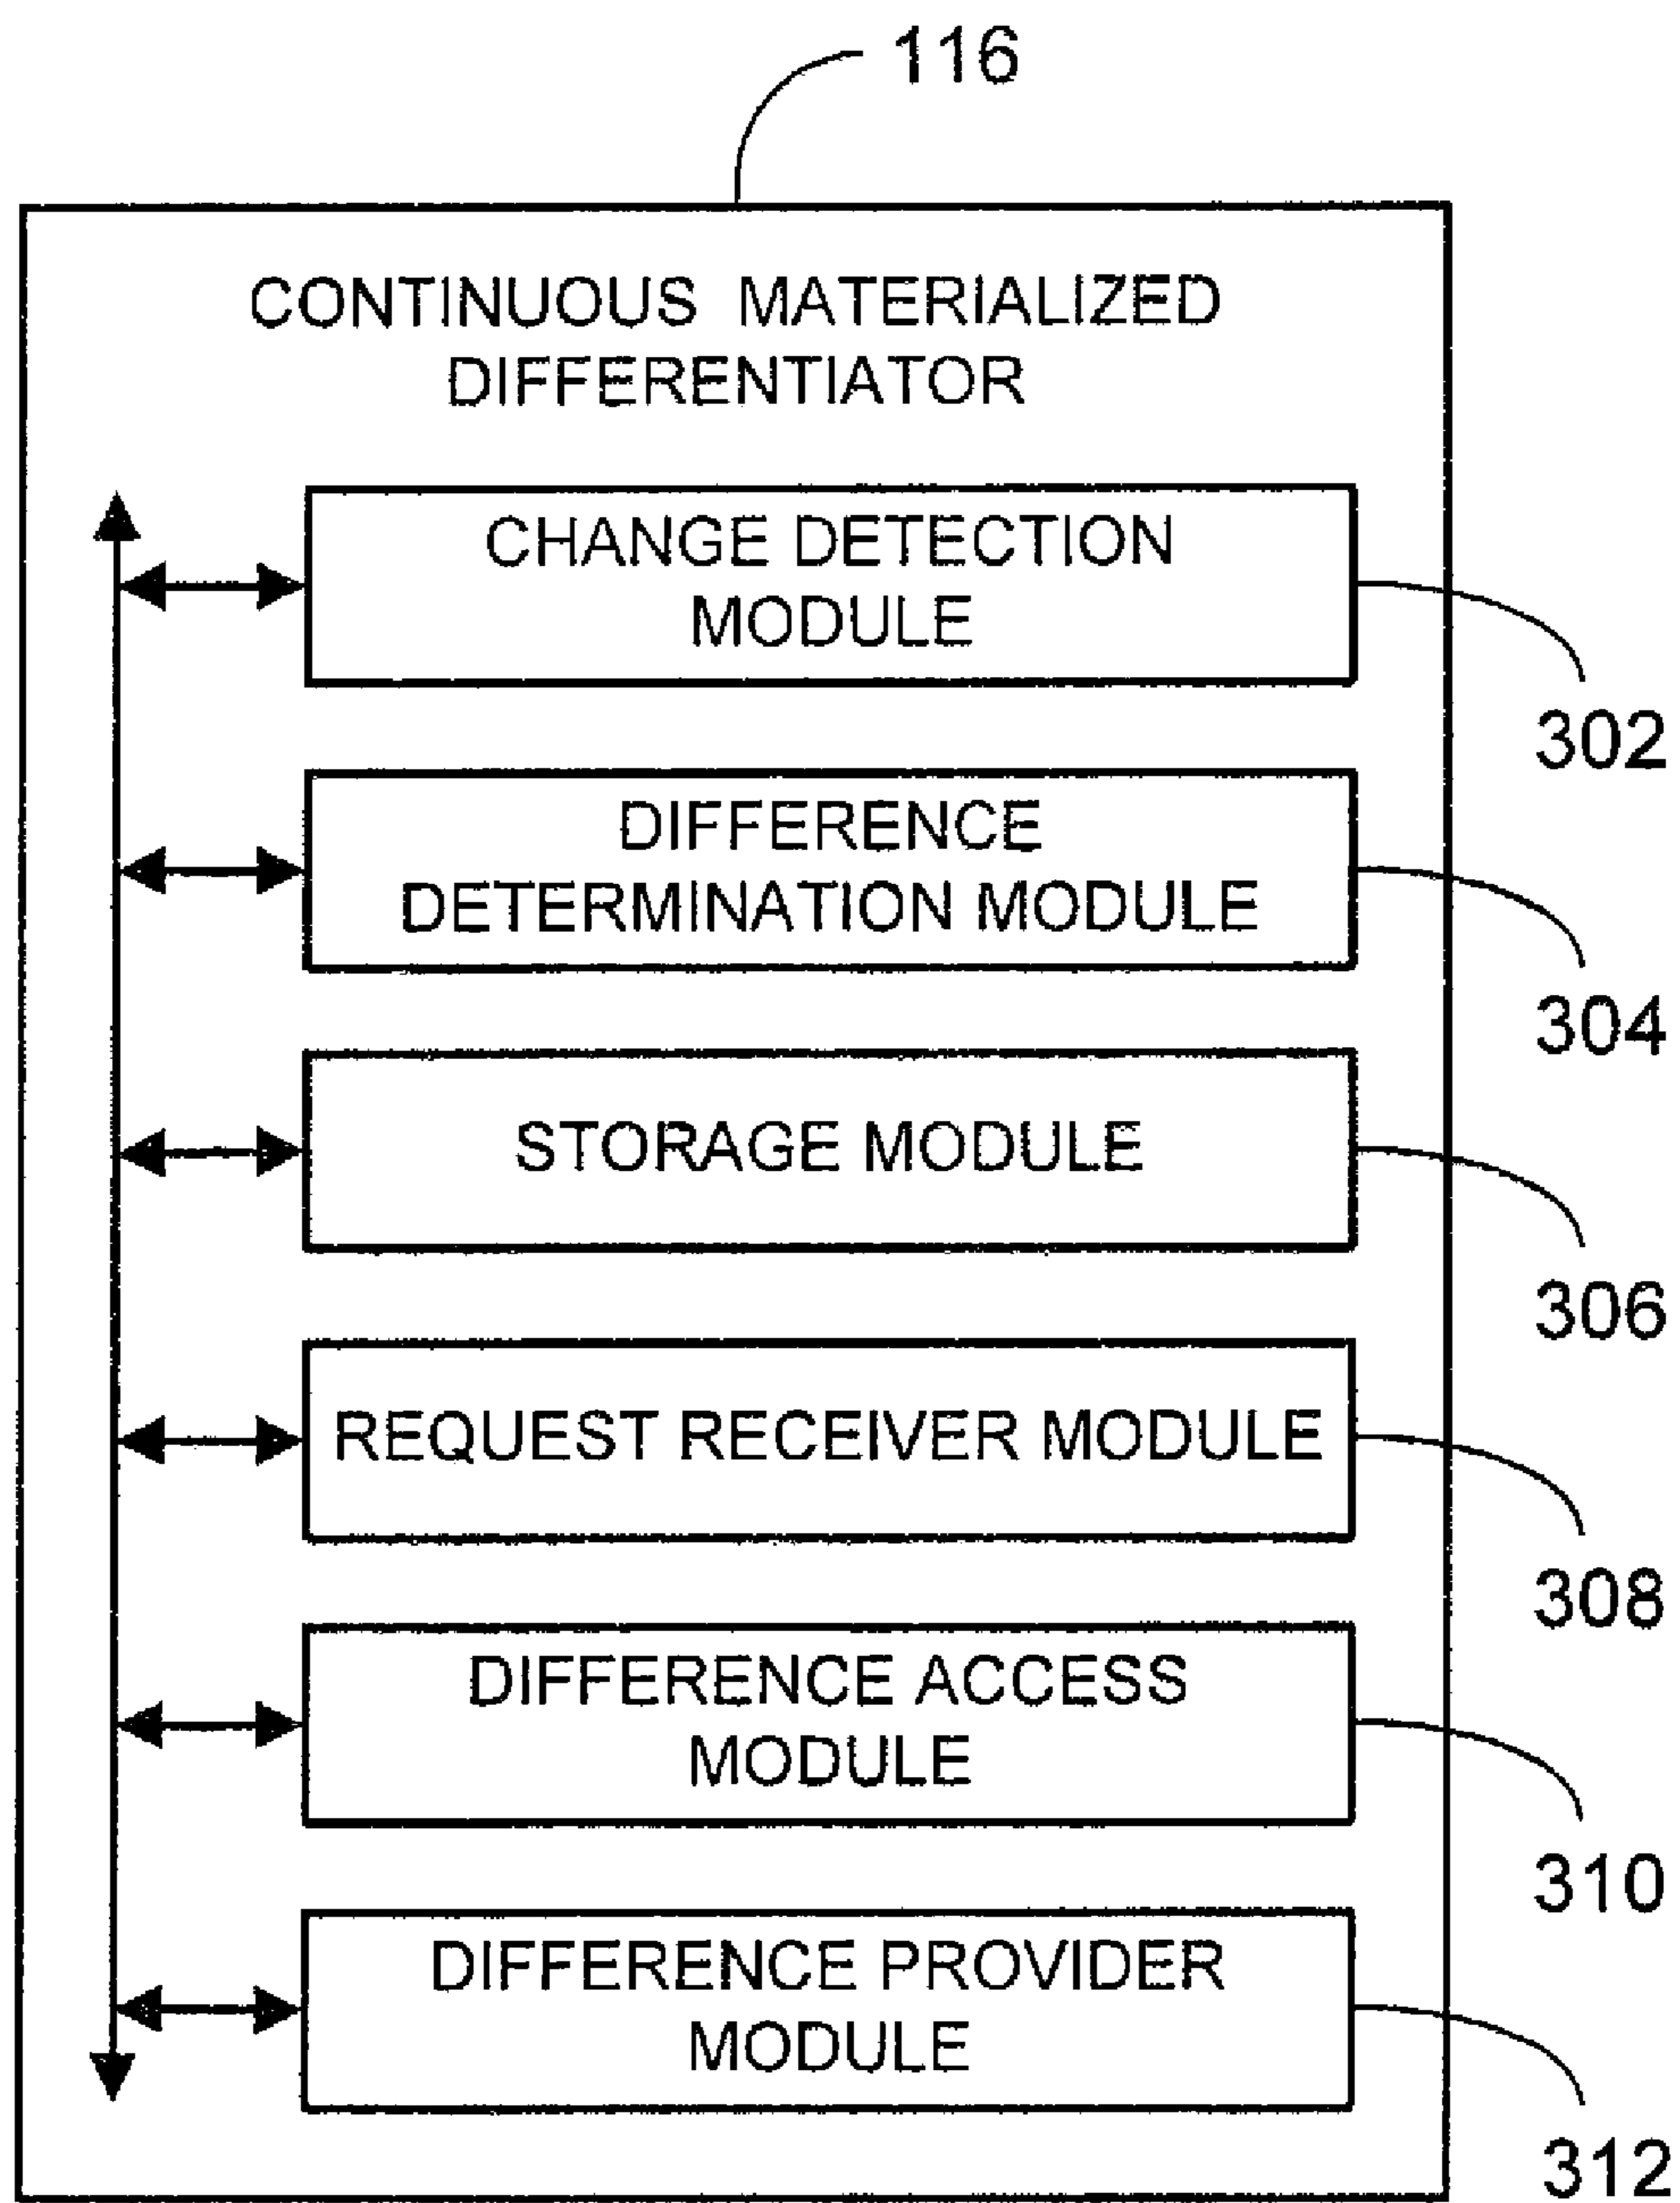 116
CONTINUOUS MATERIALIZED
DIFFERENTIATOR
CHANGE DETECTION
MODULE
302
DIFFERENCE
DETERMINATION MODULE
304
STORAGE MODULE
306
REQUEST RECEIVER MODULE
308
DIFFERENCE ACCESS
MODULE
310
DIFFERENCE PROVIDER
MODULE
312